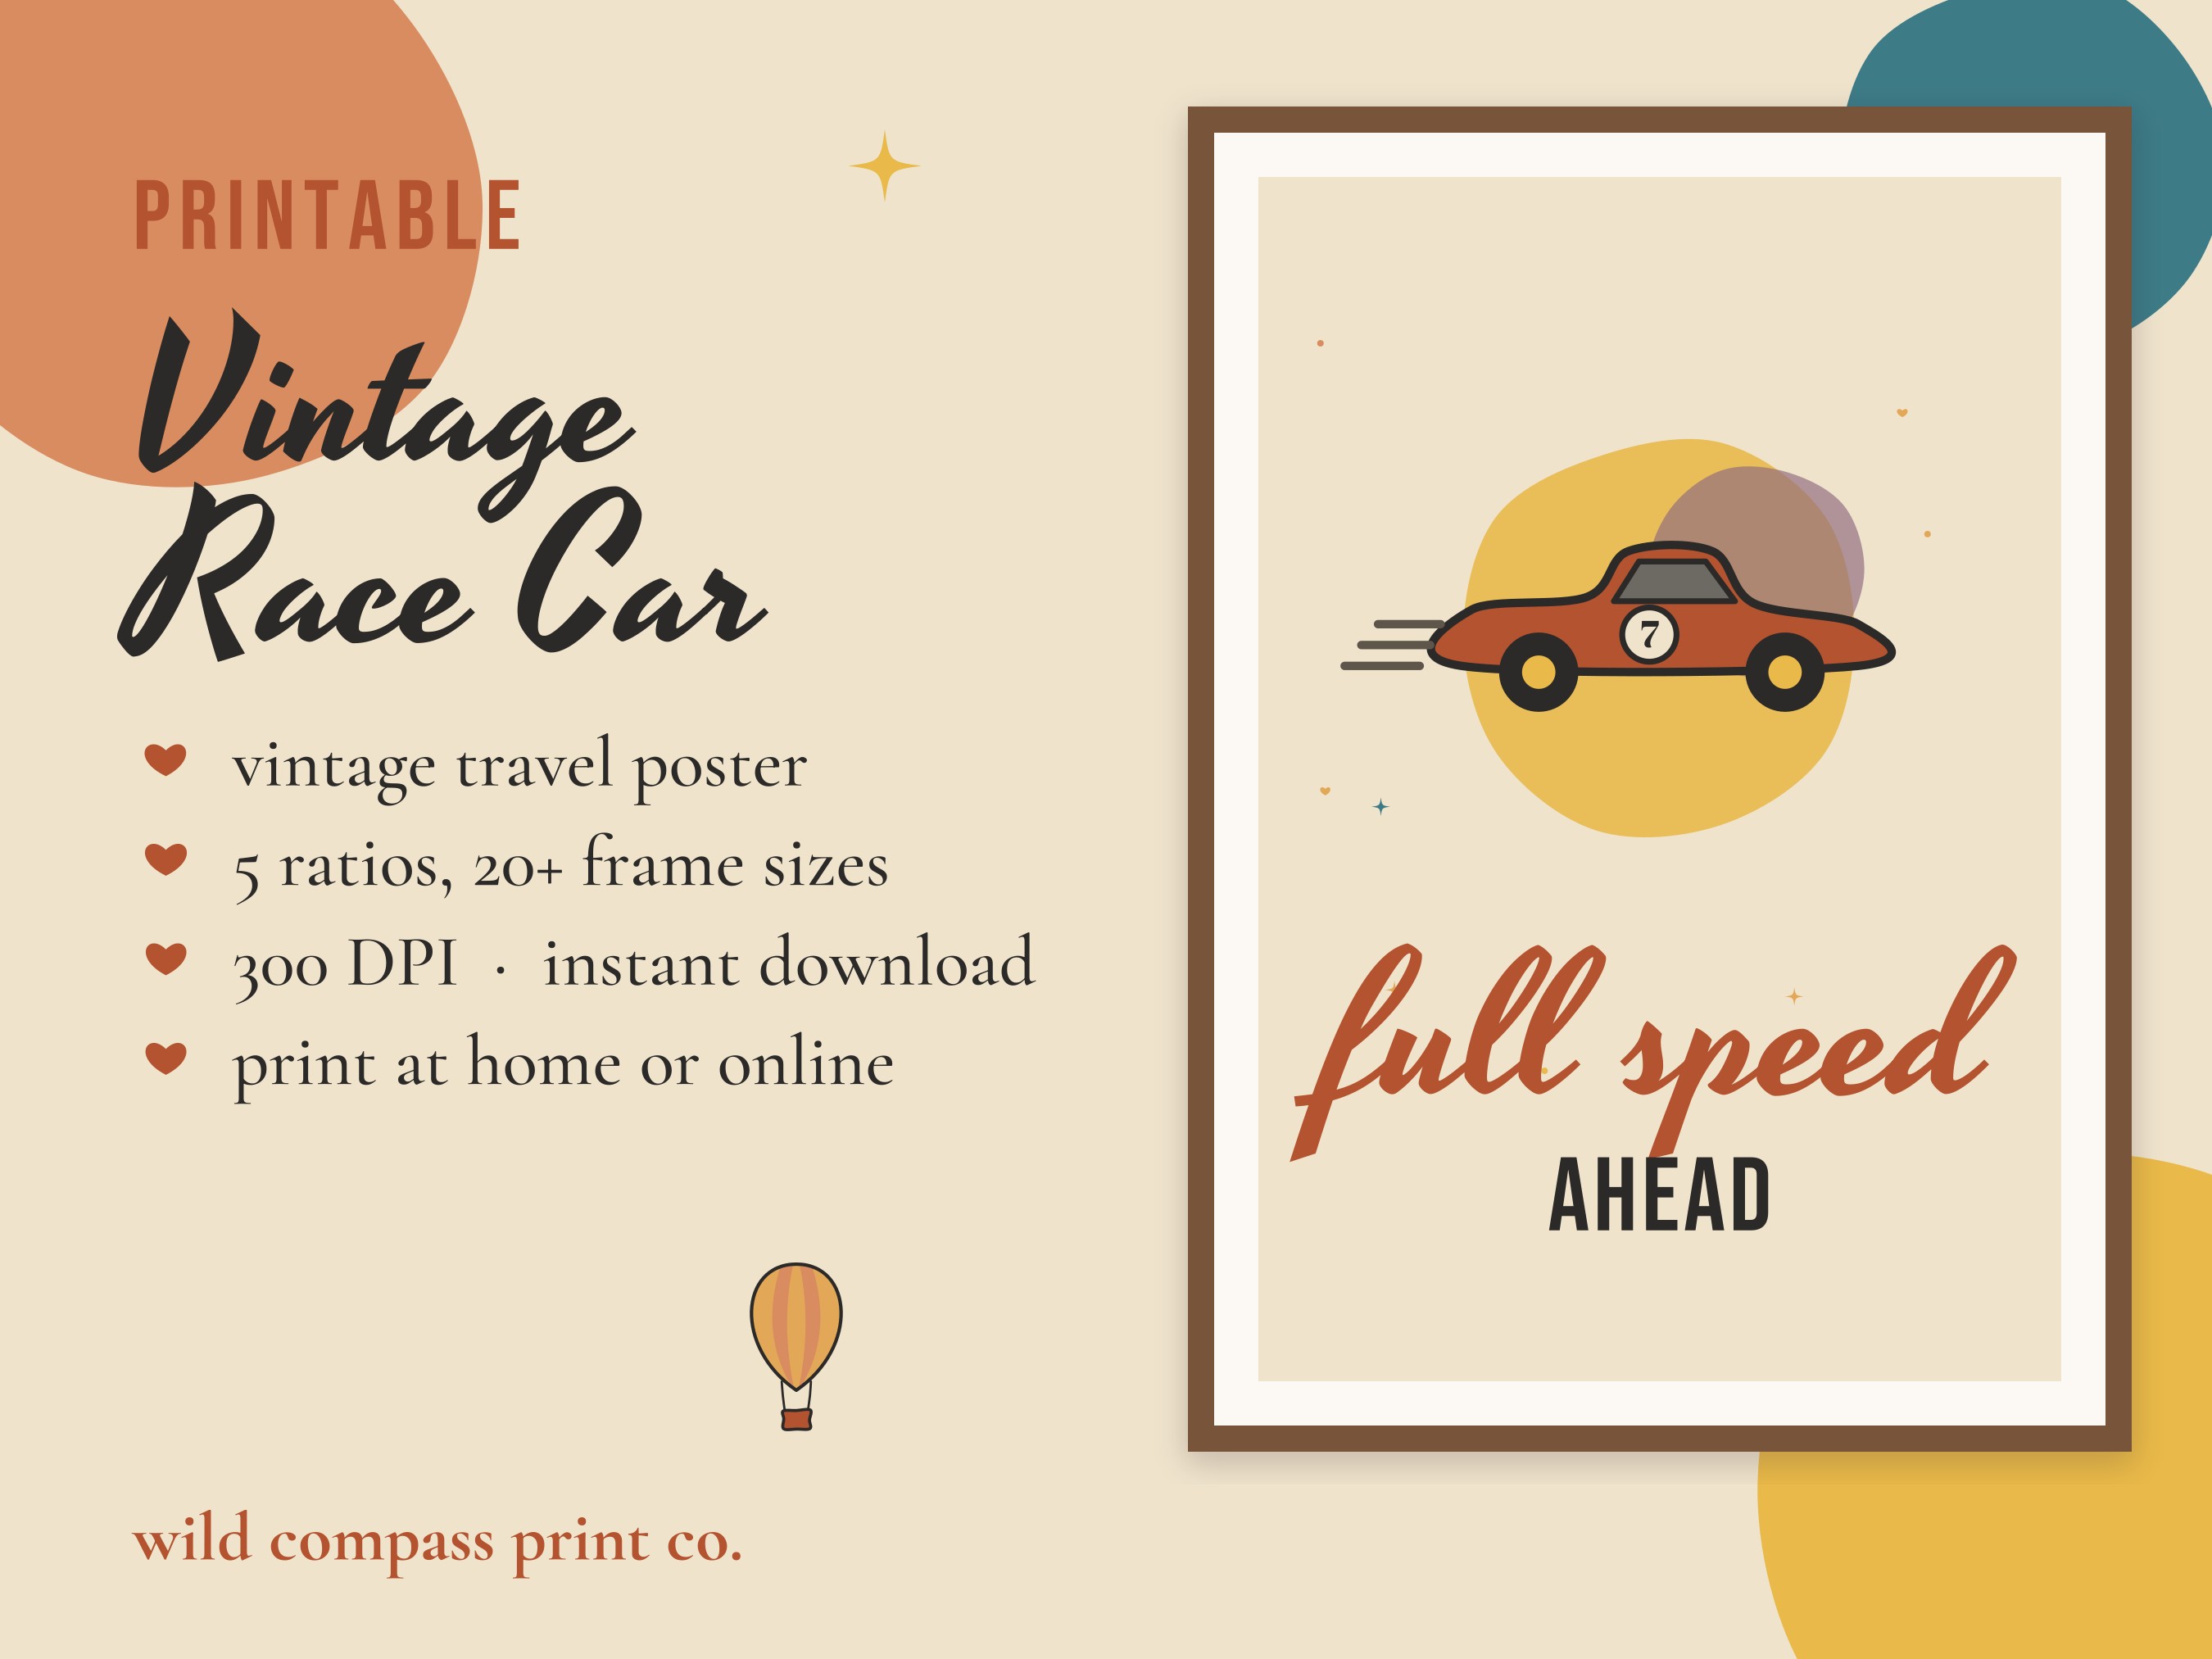 PRINTABLE
Vintage
Race Car
vintage travel poster
5 ratios, 20+ frame sizes
300 DPI · instant download
print at home or online
wild compass print co.
7
full speed
AHEAD